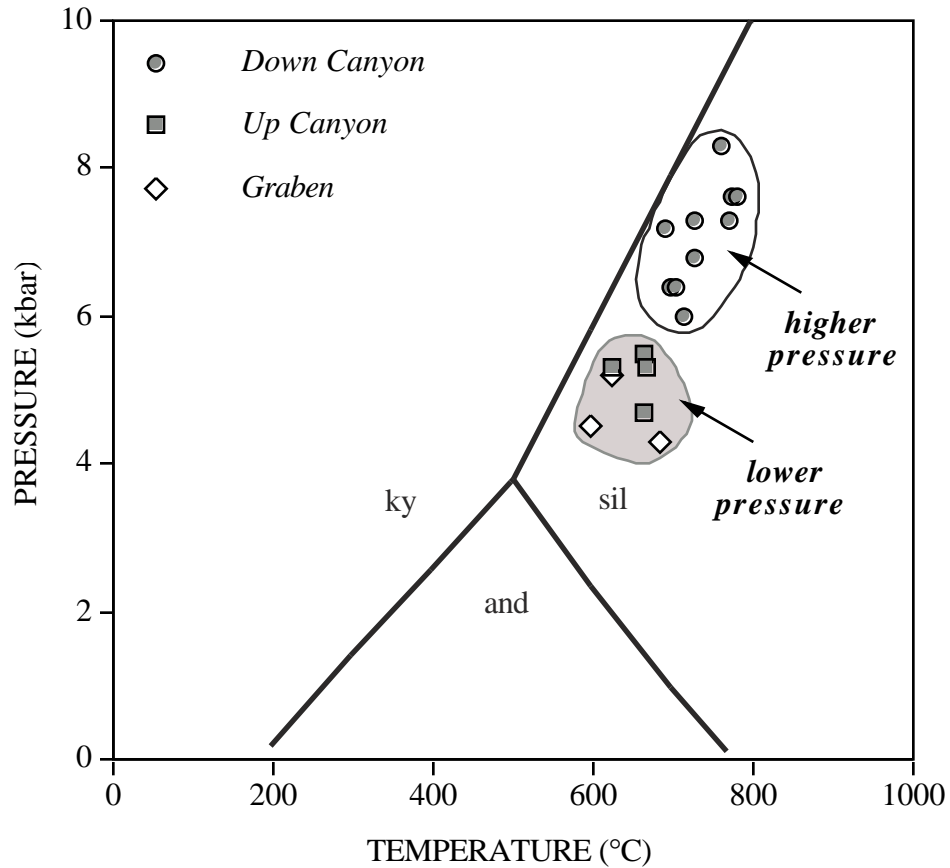 10
8
6
4
2
0
PRESSURE (kbar)
Down Canyon
Up Canyon
Graben
higher
pressure
lower
pressure
ky
sil
and
0
200
400
600
800
1000
TEMPERATURE (°C)